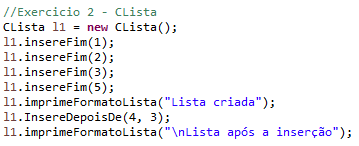 //Exercicio 2 - CLista
CLista l1 = new CLista();
l1.insereFim(1);
l1.insereFim(2);
l1.insereFim(3);
l1.insereFim(5);
l1.imprimeFormatoLista("Lista criada");
l1.InsereDepoisDe(4, 3);
l1.imprimeFormatoLista("\nLista após a inserção");